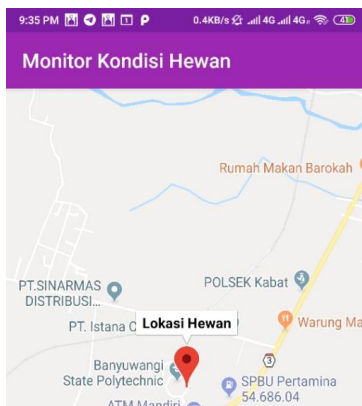 9:35 PM 0.4KB/s 4G 4G 41
Monitor Kondisi Hewan
Rumah Makan Barokah
PT.SINARMAS
DISTRIBUSI...
POLSEK Kabat
PT. Istana
Lokasi Hewan
Warung Ma
3
Banyuwangi
State Polytechnic
SPBU Pertamina
54.686.04
ATM Mandiri